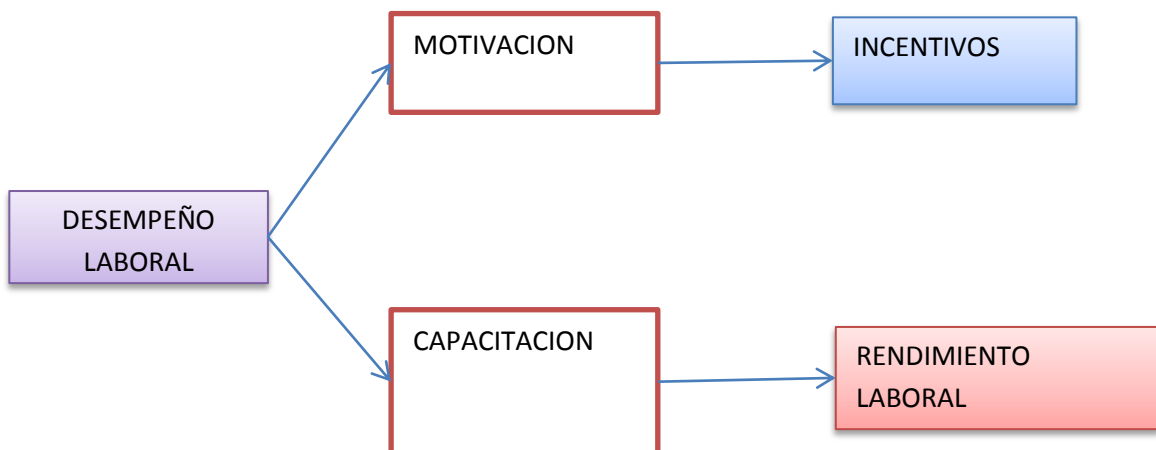 MOTIVACION
INCENTIVOS
DESEMPEÑO
LABORAL
CAPACITACION
RENDIMIENTO
LABORAL